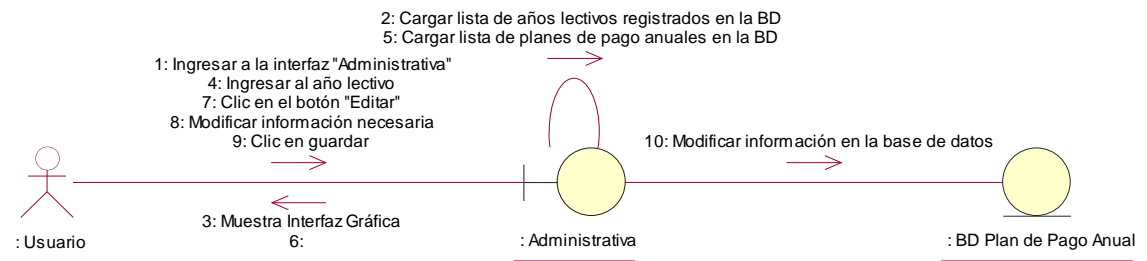 2: Cargar lista de años lectivos registrados en la BD
5: Cargar lista de planes de pago anuales en la BD
1: Ingresar a la interfaz "Administrativa"
4: Ingresar al año lectivo
7: Clic en el botón "Editar"
8: Modificar información necesaria
9: Clic en guardar
10: Modificar información en la base de datos
3: Muestra Interfaz Gráfica
6:
: Usuario
: Administrativa
: BD Plan de Pago Anual